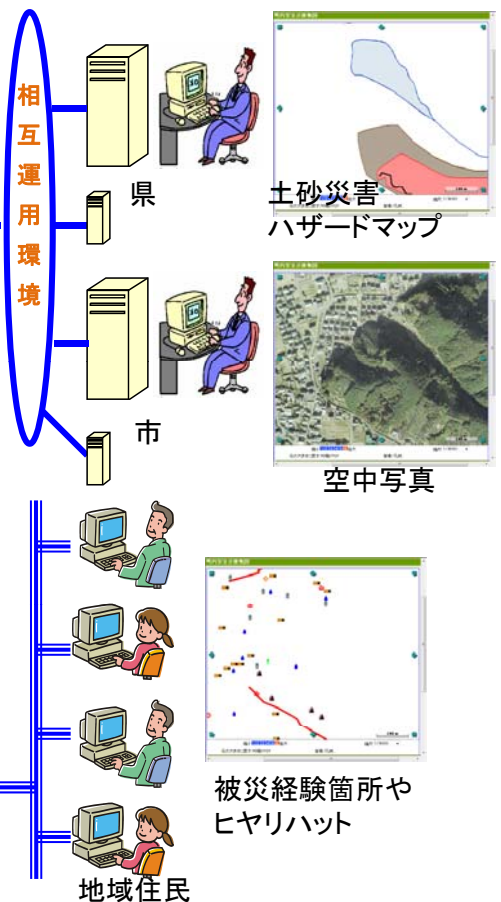 相
互
運
用
環
境
県
土砂災害
ハザードマップ
市
空中写真
被災経験箇所や
ヒヤリハット
地域住民